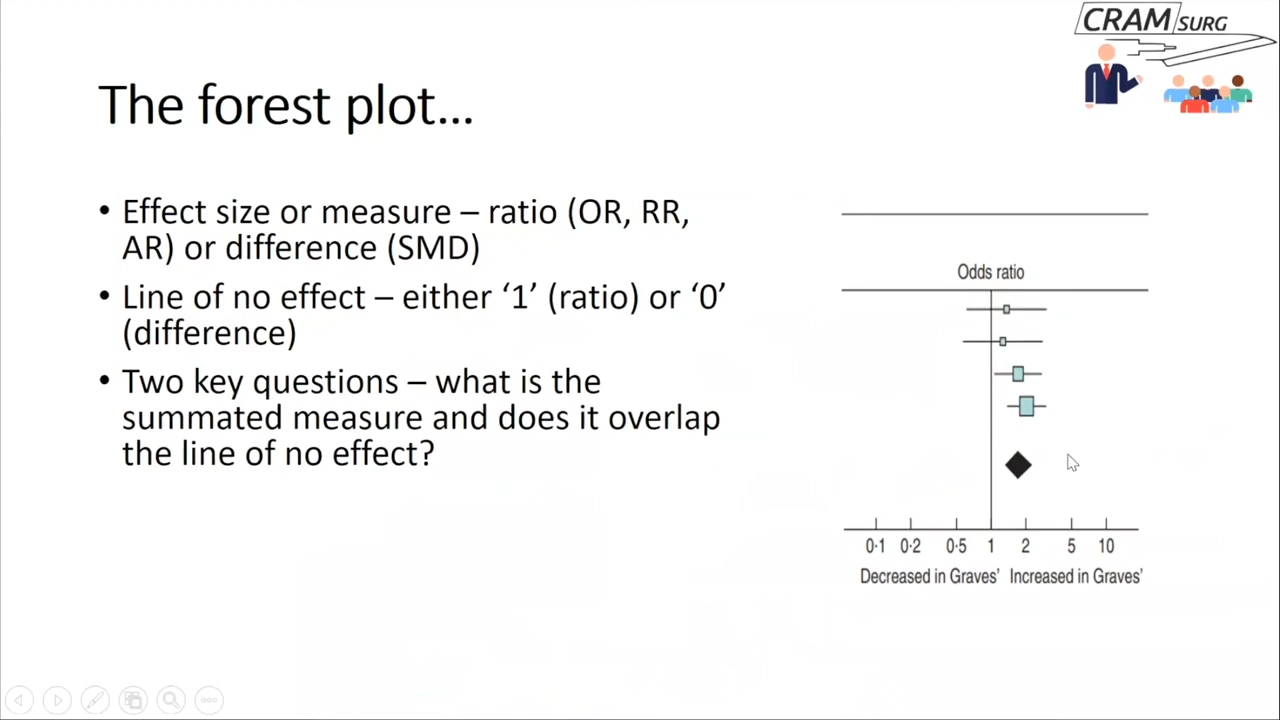 CRAM SURG
The forest plot...
• Effect size or measure – ratio (OR, RR,
AR) or difference (SMD)
• Line of no effect – either ‘1’ (ratio) or ‘0’
(difference)
• Two key questions – what is the
summated measure and does it overlap
the line of no effect?
Odds ratio
0·1 0·2 0·5 1 2 5 10
Decreased in Graves’ Increased in Graves’